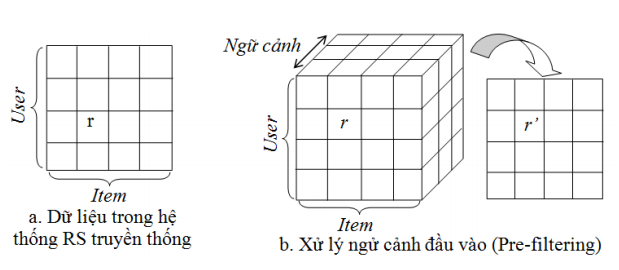 User
r
Item
a. Dữ liệu trong hệ
thống RS truyền thống
Ngữ cảnh
User
r
Item
r’
b. Xử lý ngử cảnh đầu vào (Pre-filtering)